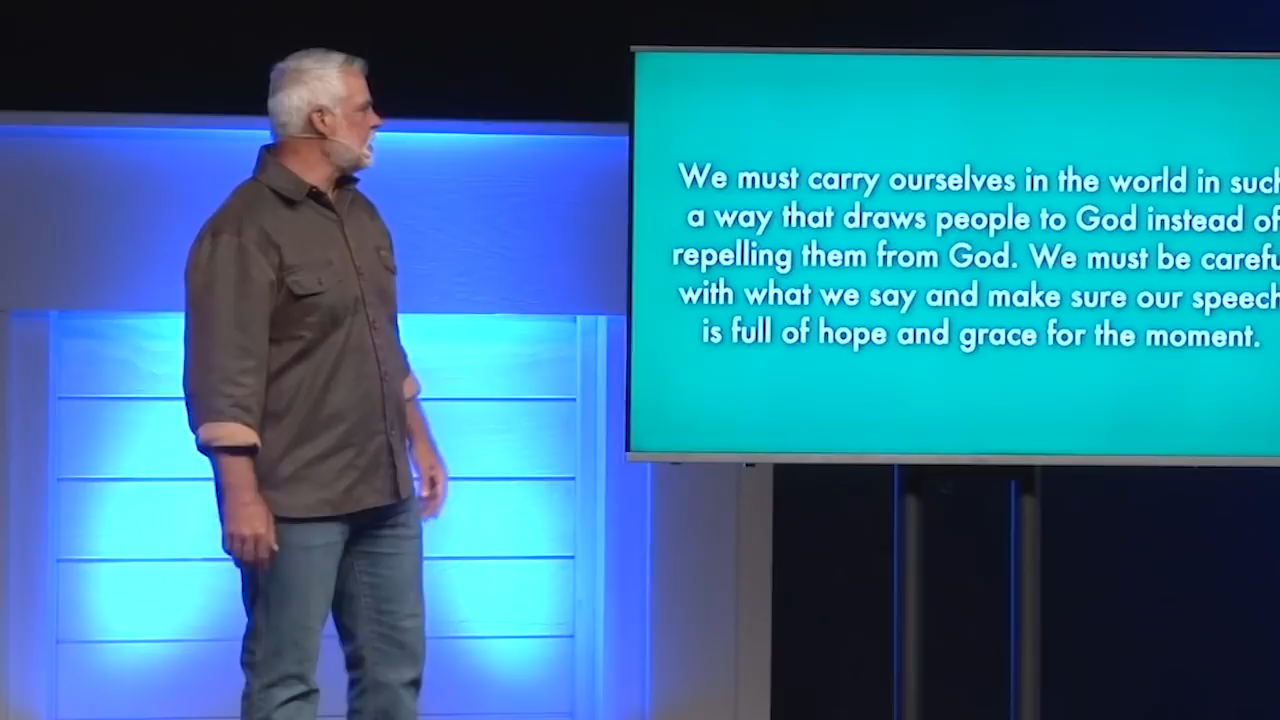 We must carry ourselves in the world in such
a way that draws people to God instead of
repelling them from God. We must be carefu
with what we say and make sure our speech
is full of hope and grace for the moment.